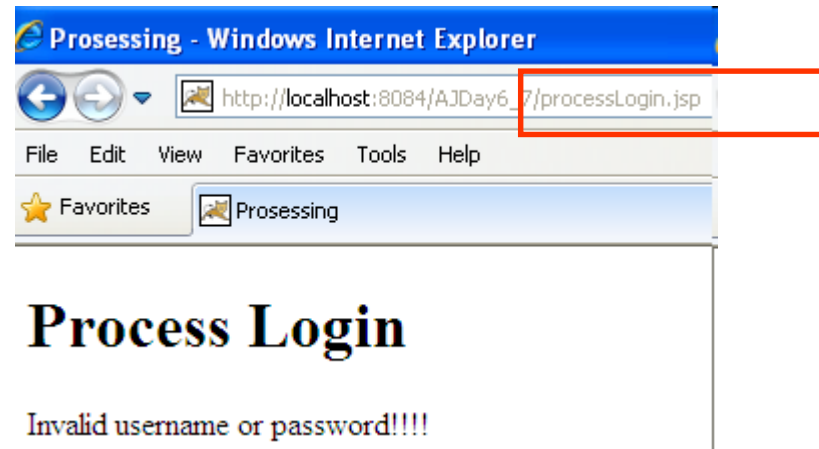 Prosessing - Windows Internet Explorer
http://localhost:8084/AJDay6_7/processLogin.jsp
File Edit View Favorites Tools Help
Favorites Prosessing
Process Login
Invalid username or password!!!!